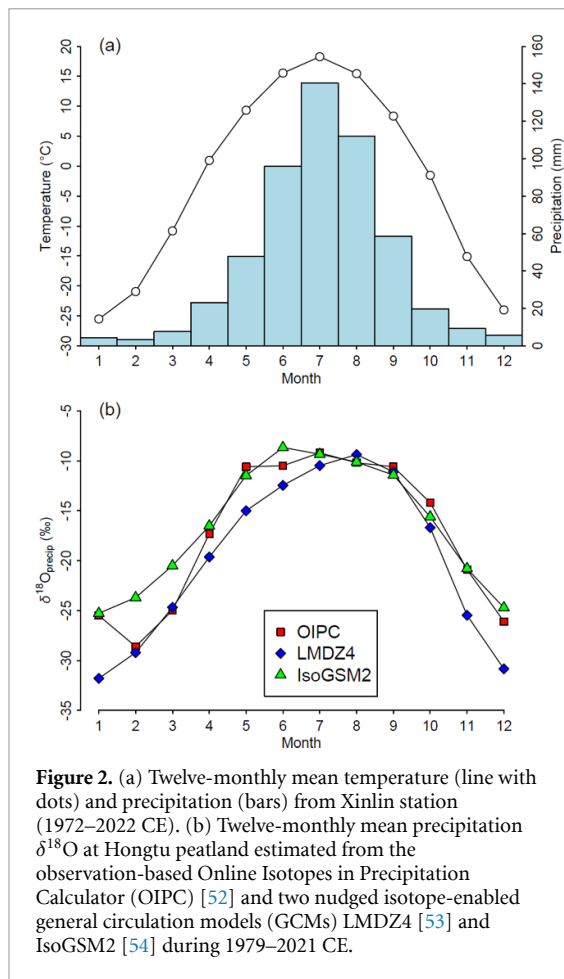 (a)
20
15
10
5
0
-5
-10
-15
-20
-25
-30
Temperature (°C)
160
140
120
100
80
60
40
20
0
Precipitation (mm)
1 2 3 4 5 6 7 8 9 10 11 12
Month
(b)
-5
-10
-15
-20
-25
-30
-35
δ¹⁸Oprecip (‰)
OIPC
LMDZ4
IsoGSM2
1 2 3 4 5 6 7 8 9 10 11 12
Month
Figure 2. (a) Twelve-monthly mean temperature (line with
dots) and precipitation (bars) from Xinlin station
(1972–2022 CE). (b) Twelve-monthly mean precipitation
δ¹⁸O at Hongtu peatland estimated from the
observation-based Online Isotopes in Precipitation
Calculator (OIPC) [52] and two nudged isotope-enabled
general circulation models (GCMs) LMDZ4 [53] and
IsoGSM2 [54] during 1979–2021 CE.